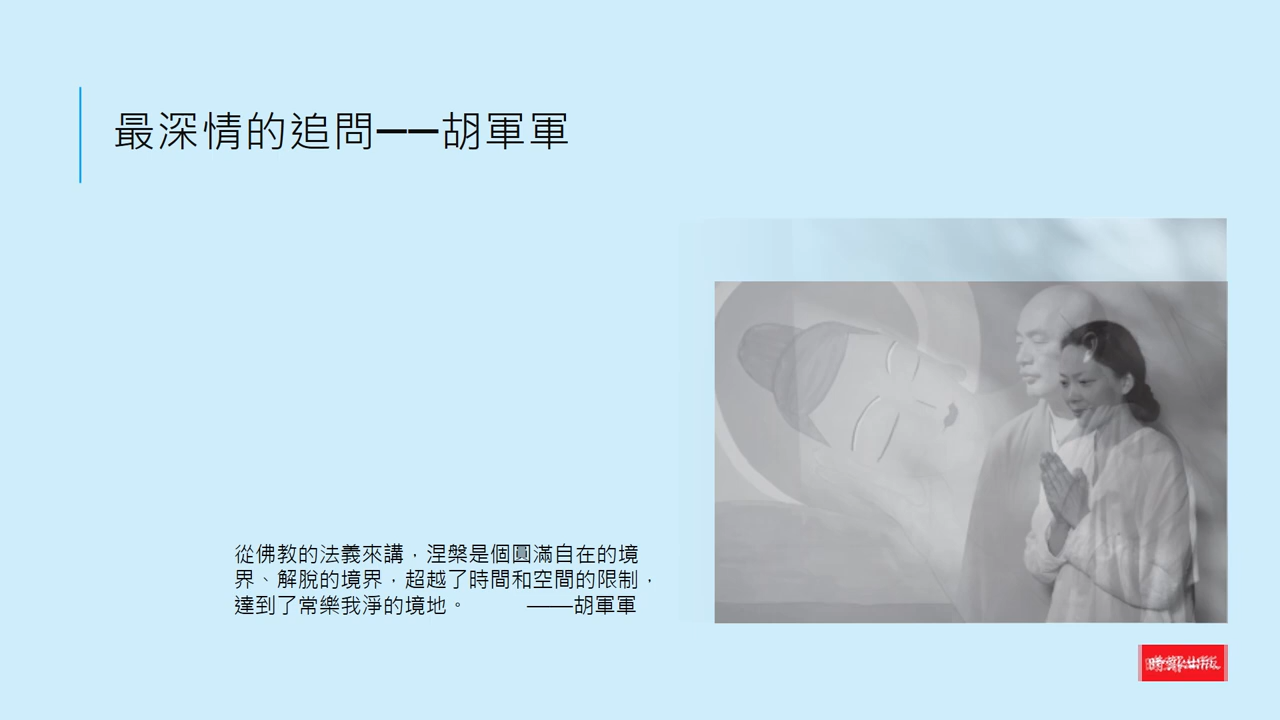 最深情的追問——胡軍軍
從佛教的法義來講，涅槃是個圓滿自在的境
界、解脫的境界，超越了時間和空間的限制，
達到了常樂我淨的境地。 ——胡軍軍